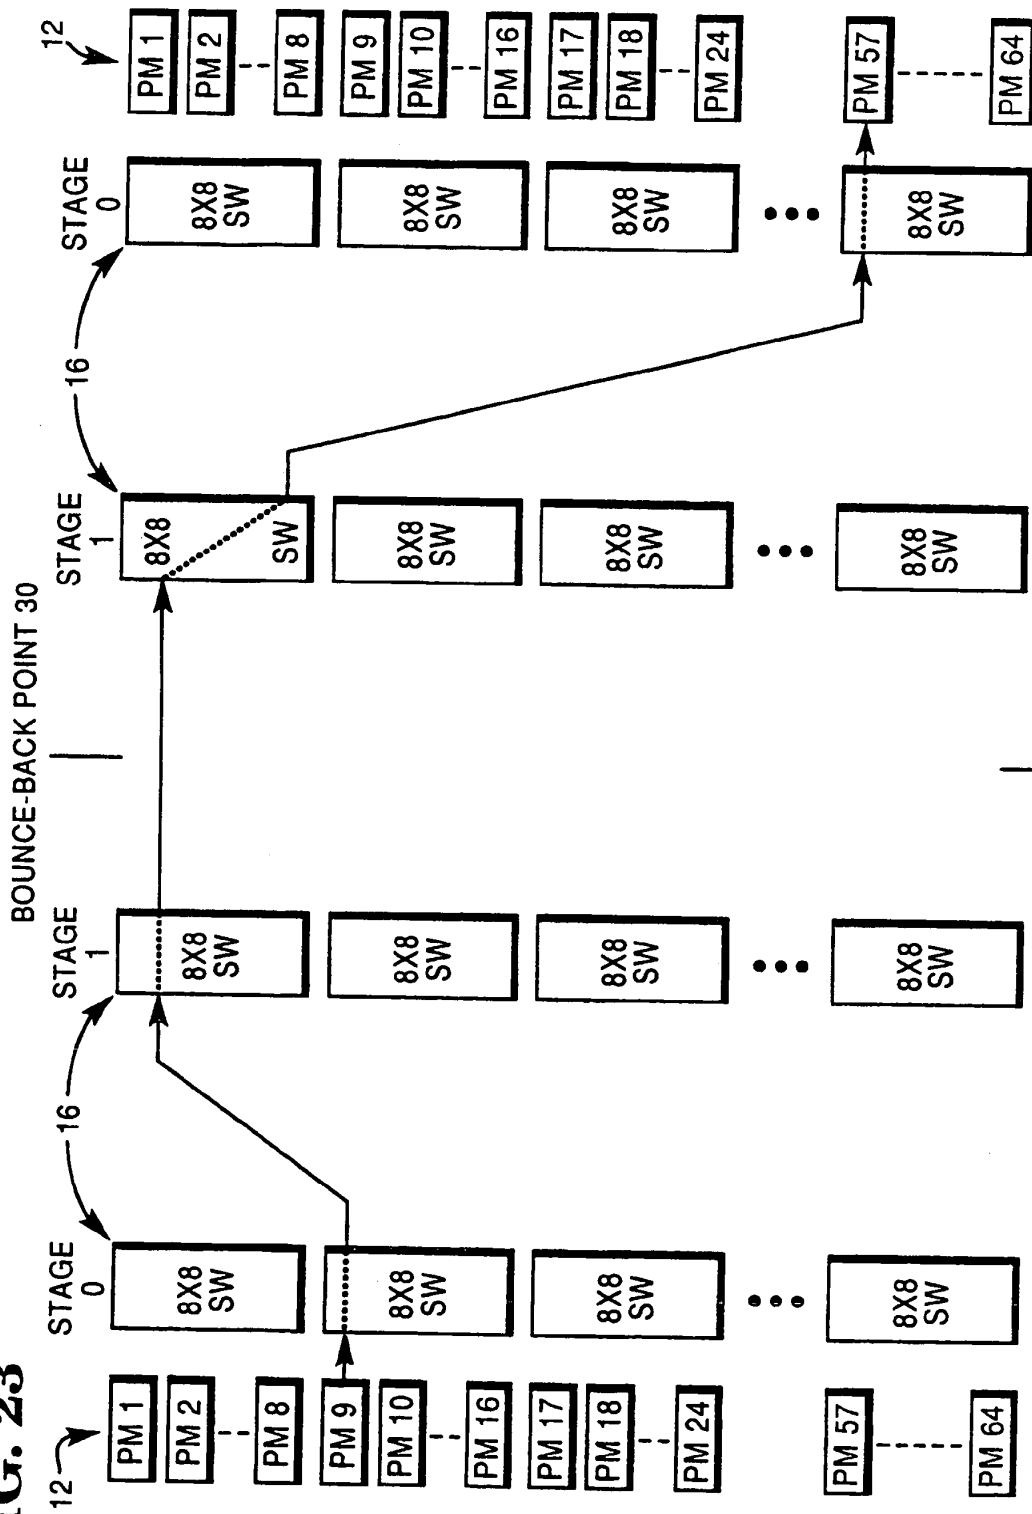 IG. 23
BOUNCE-BACK POINT 30
12
16
16
12
STAGE
0
STAGE
1
STAGE
1
STAGE
0
PM 1
PM 2
PM 8
PM 9
PM 10
PM 16
PM 17
PM 18
PM 24
PM 57
PM 64
8X8
SW
8X8
SW
8X8
SW
8X8
SW
8X8
SW
8X8
SW
8X8
SW
8X8
SW
8X8
SW
8X8
SW
8X8
SW
8X8
SW
8X8
SW
8X8
SW
8X8
SW
8X8
SW
PM 1
PM 2
PM 8
PM 9
PM 10
PM 16
PM 17
PM 18
PM 24
PM 57
PM 64